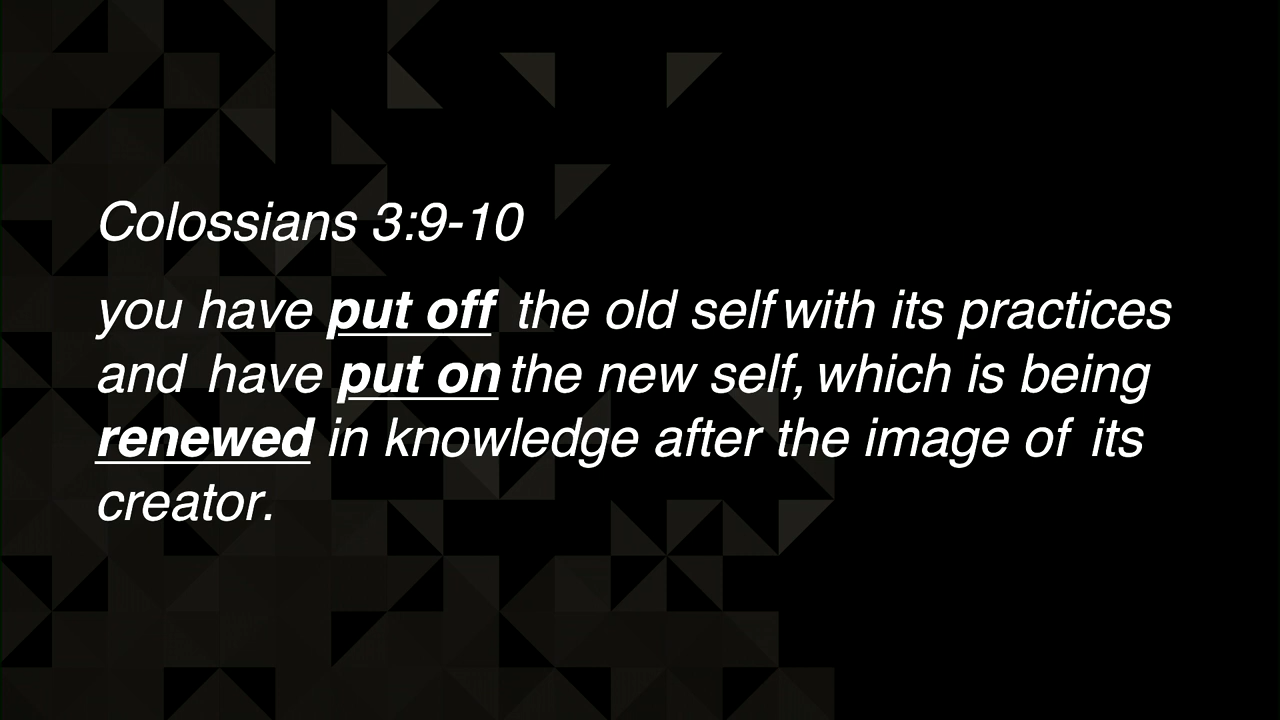 Colossians 3:9-10
you have put off the old self with its practices
and have put on the new self, which is being
renewed in knowledge after the image of its
creator.